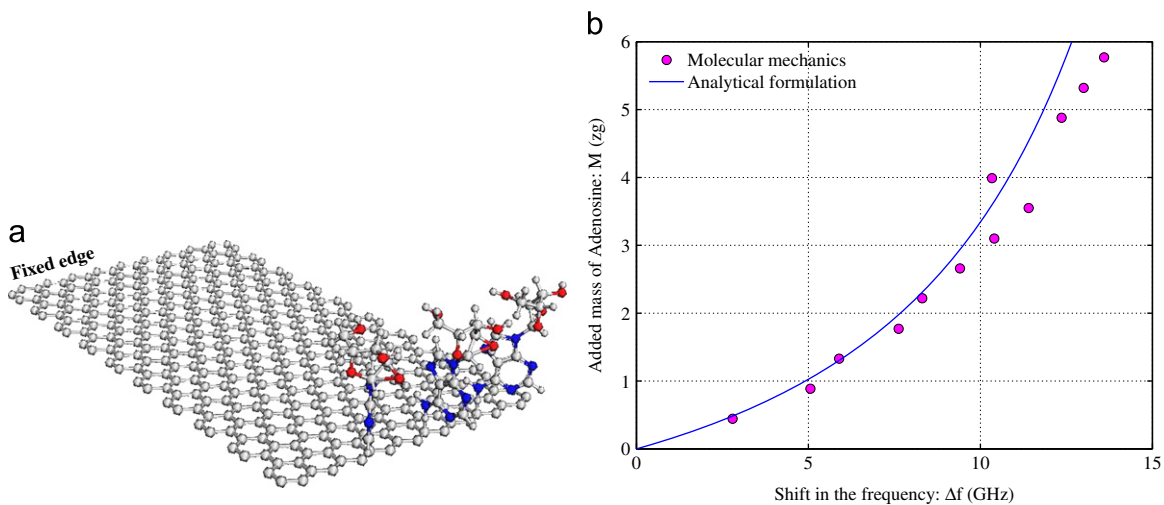 a
Fixed edge
b
Molecular mechanics
Analytical formulation
Added mass of Adenosine: M (zg)
6
5
4
3
2
1
0
0
5
10
15
Shift in the frequency: Δf (GHz)